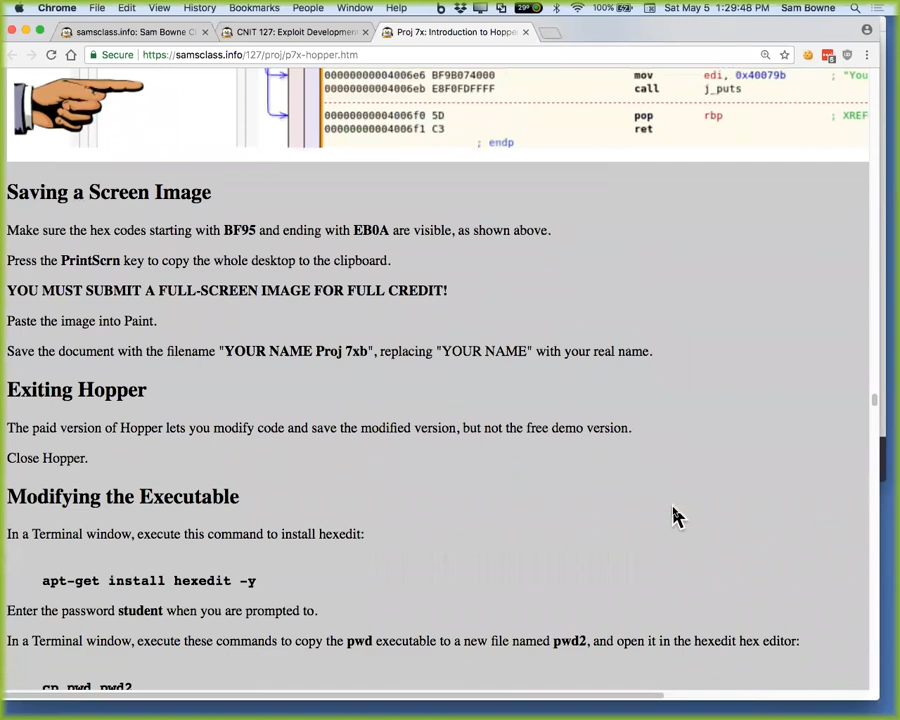 Chrome File Edit View History Bookmarks People Window Help 29° 100% Sat May 5 1:29:48 PM Sam Bowne
samsclass.info: Sam Bowne C CNIT 127: Exploit Development Proj 7x: Introduction to Hoppe
Secure https://samsclass.info/127/proj/p7x-hopper.htm
00000000004006e6 BF9B074000 mov edi, 0x40079b ; "You
00000000004006eb E8F0FDFFFF call j_puts
00000000004006f0 5D pop rbp ; XREF
00000000004006f1 C3 ret
; endp
Saving a Screen Image
Make sure the hex codes starting with BF95 and ending with EB0A are visible, as shown above.
Press the PrintScrn key to copy the whole desktop to the clipboard.
YOU MUST SUBMIT A FULL-SCREEN IMAGE FOR FULL CREDIT!
Paste the image into Paint.
Save the document with the filename "YOUR NAME Proj 7xb", replacing "YOUR NAME" with your real name.
Exiting Hopper
The paid version of Hopper lets you modify code and save the modified version, but not the free demo version.
Close Hopper.
Modifying the Executable
In a Terminal window, execute this command to install hexedit:
apt-get install hexedit -y
Enter the password student when you are prompted to.
In a Terminal window, execute these commands to copy the pwd executable to a new file named pwd2, and open it in the hexedit hex editor:
cp pwd pwd2